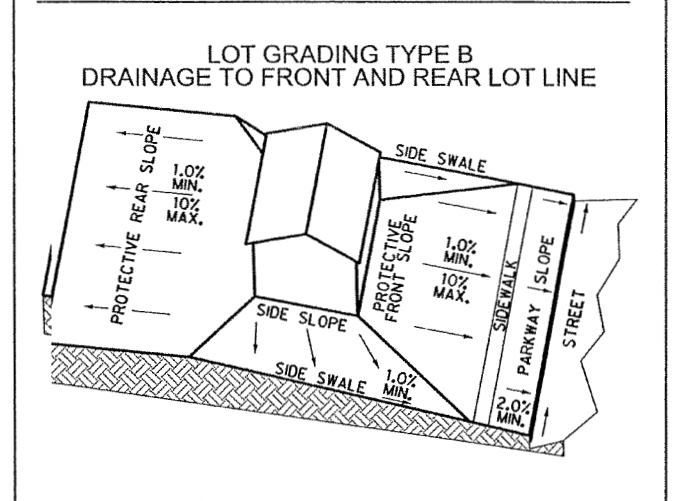 LOT GRADING TYPE B
DRAINAGE TO FRONT AND REAR LOT LINE
PROTECTIVE REAR SLOPE
1.0%
MIN.
10%
MAX.
SIDE SWALE
PROTECTIVE
FRONT SLOPE
1.0%
MIN.
10%
MAX.
SIDEWALK
PARKWAY SLOPE
STREET
SIDE SLOPE
SIDE SWALE
1.0%
MIN.
2.0%
MIN.